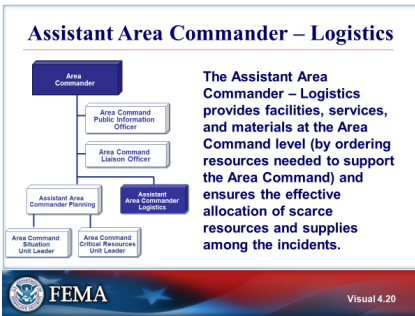 Assistant Area Commander – Logistics
Area
Commander
Area Command
Public Information
Officer
Area Command
Liaison Officer
Assistant Area
Commander Planning
Assistant
Area Commander
Logistics
Area Command
Situation
Unit Leader
Area Command
Critical Resources
Unit Leader
The Assistant Area
Commander – Logistics
provides facilities, services,
and materials at the Area
Command level (by ordering
resources needed to support
the Area Command) and
ensures the effective
allocation of scarce
resources and supplies
among the incidents.
FEMA
Visual 4.20